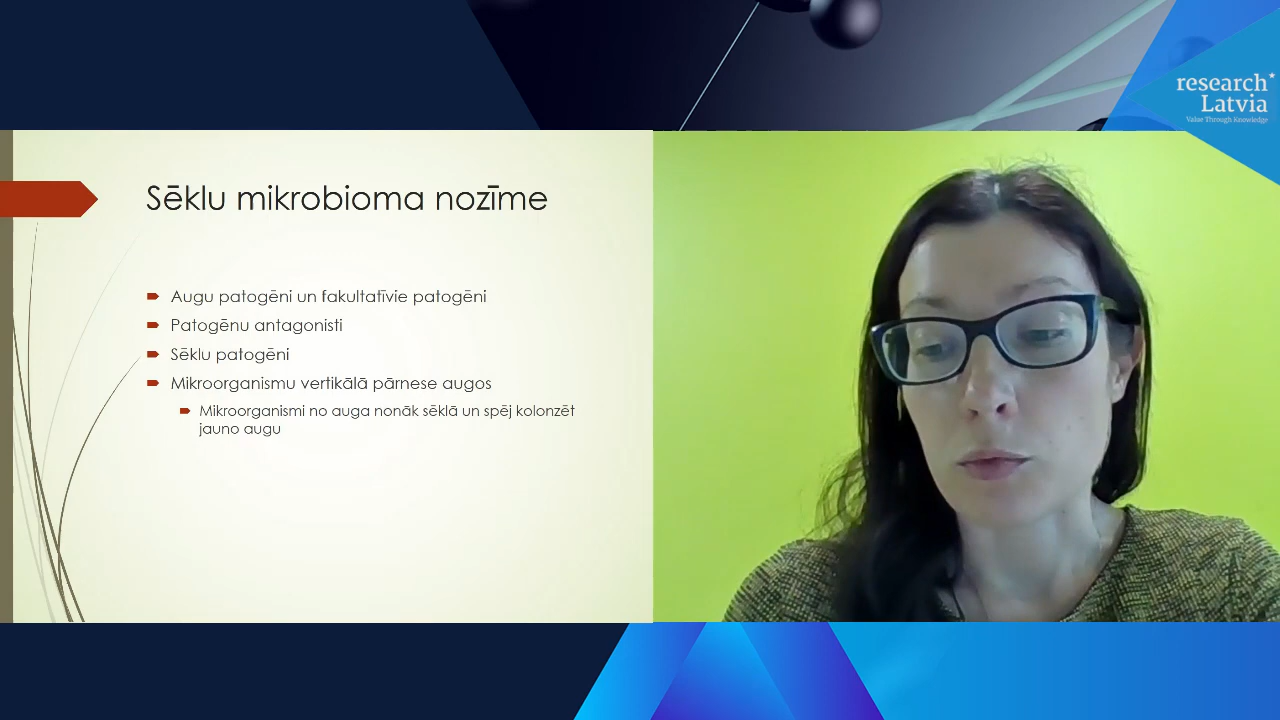 research*
Latvia
Value Through Knowledge
Sēklu mikrobioma nozīme
Augu patogēni un fakultatīvie patogēni
Patogēnu antagonisti
Sēklu patogēni
Mikroorganismu vertikālā pārnese augos
Mikroorganismi no auga nonāk sēklā un spēj kolonzēt
jauno augu